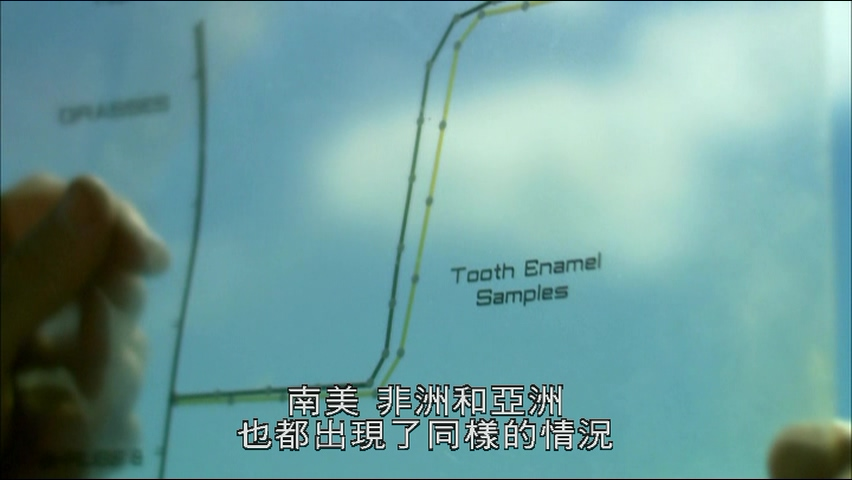 GRASSES
Tooth Enamel
Samples
南美 非洲和亞洲
也都出現了同樣的情況